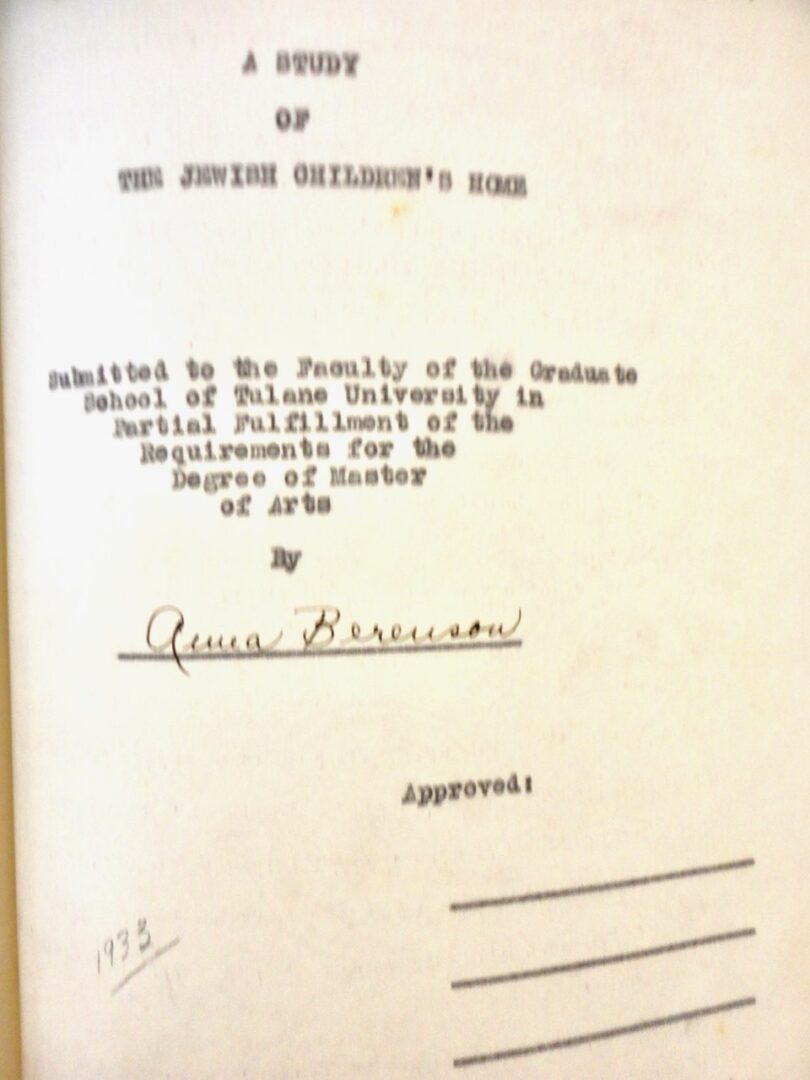 A STUDY
OF
THE JEWISH CHILDREN'S HOME
Submitted to the Faculty of the Graduate
School of Tulane University in
Partial Fulfillment of the
Requirements for the
Degree of Master
of Arts
By
Anna Berenson
Approved:
1933